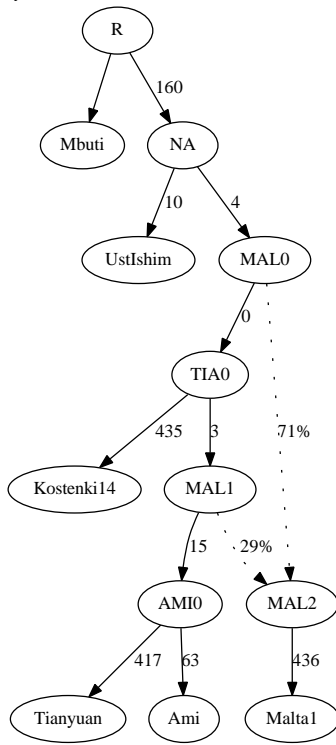 R
160
Mbuti
NA
10
4
UstIshim
MAL0
0
TIA0
435
3
71%
Kostenki14
MAL1
15
29%
AMI0
MAL2
417
63
436
Tianyuan
Ami
Malta1